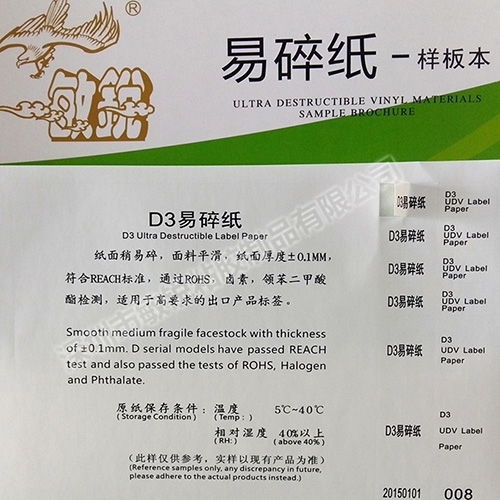 ®
敏锐
易碎纸-样板本
ULTRA DESTRUCTIBLE VINYL MATERIALS
SAMPLE BROCHURE
D3易碎纸
D3 Ultra Destructible Label Paper
纸面稍易碎，面料平滑，纸面厚度±0.1MM，
符合REACH标准，通过ROHS，卤素，领苯二甲酸
酯检测，适用于高要求的出口产品标签。
Smooth medium fragile facestock with thickness
of ±0.1mm. D serial models have passed REACH
test and also passed the tests of ROHS, Halogen
and Phthalate.
原纸保存条件：温度 5℃~40℃
(Storage Condition) (Temp：)
相对湿度 40%以上
(RH:) (above 40%)
(此样仅供参考，实样以现有产品为准)
(Reference samples only, any discrepancy in future,
please adhere to the actual products instead.)
D3易碎纸 D3
UDV Label
Paper
D3易碎纸 D3
UDV Label
Paper
D3易碎纸 D3
UDV Label
Paper
D3易碎纸 D3
UDV Label
Paper
D3易碎纸 D3
UDV Label
Paper
D3易碎纸 D3
UDV Label
Paper
20150101 008